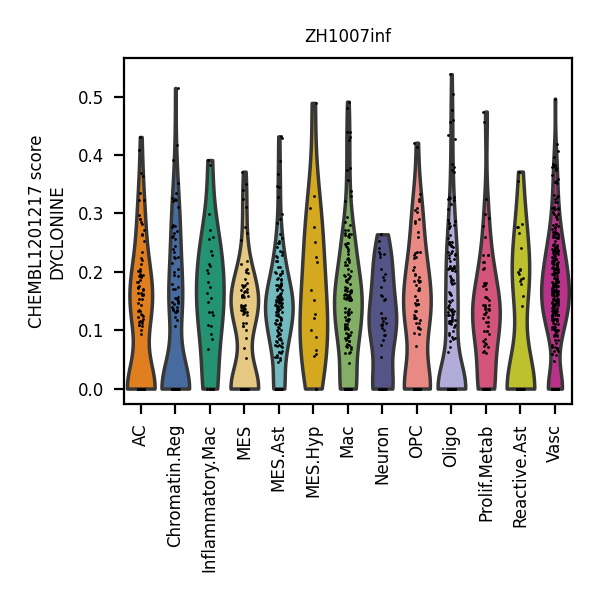 ZH1007inf
CHEMBL1201217 score
DYCLONINE
0.5
0.4
0.3
0.2
0.1
0.0
AC
Chromatin.Reg
Inflammatory.Mac
MES
MES.Ast
MES.Hyp
Mac
Neuron
OPC
Oligo
Prolif.Metab
Reactive.Ast
Vasc